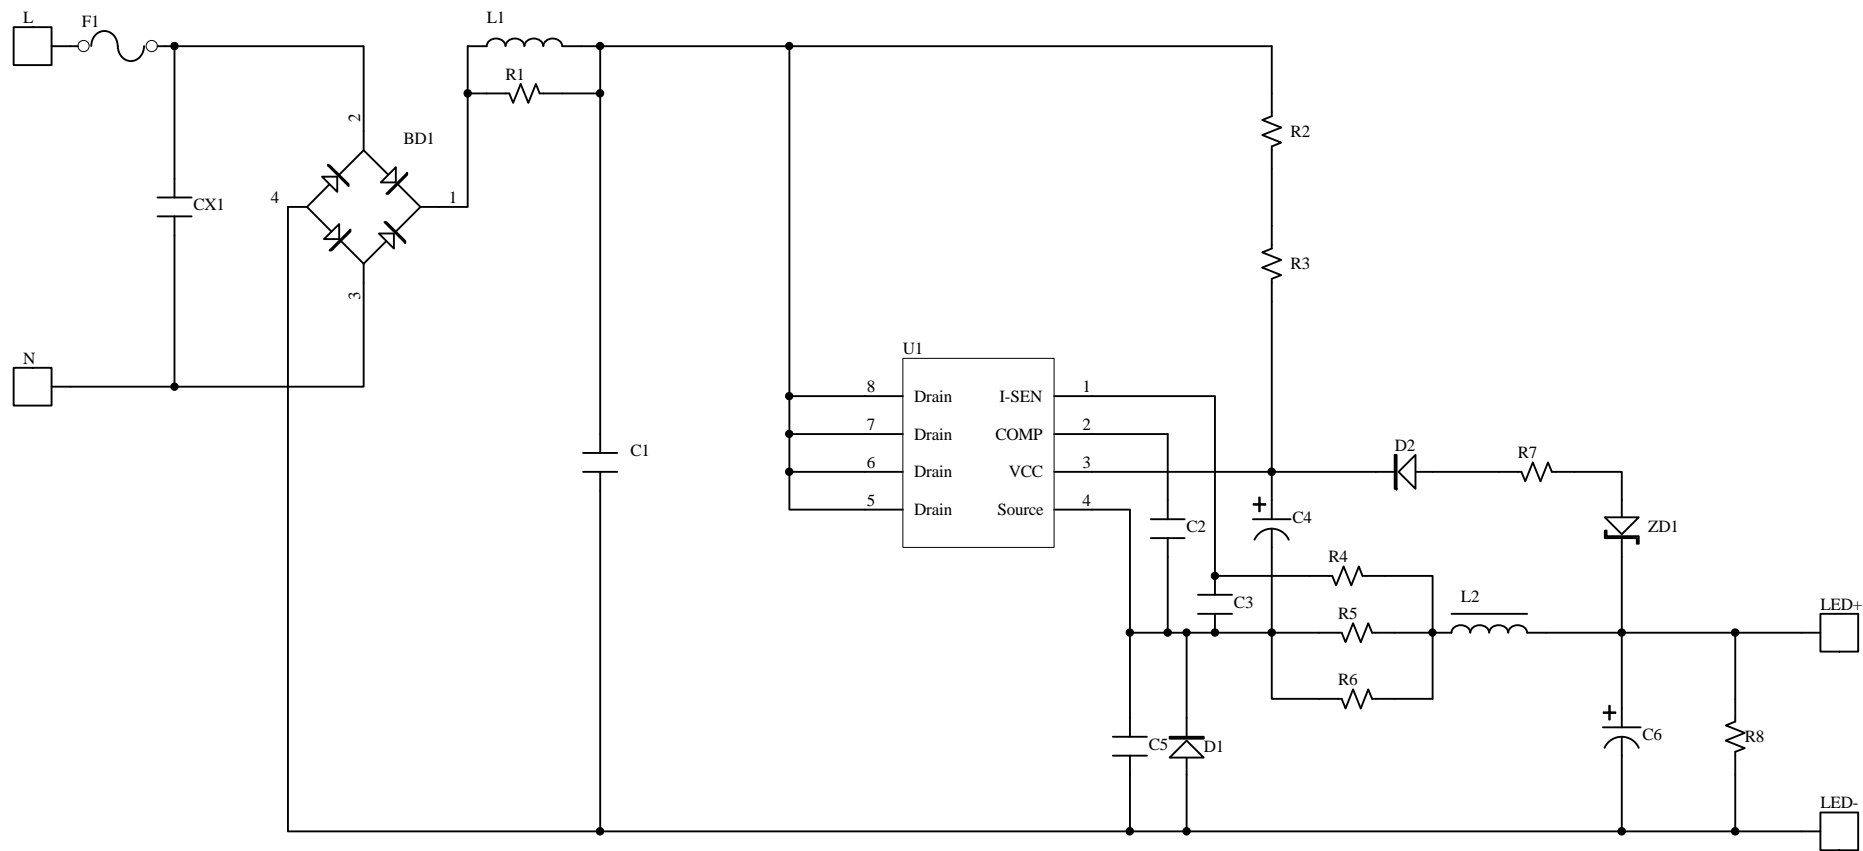 L
F1
L1
R1
2
BD1
R2
4
CX1
1
R3
3
N
U1
8 Drain I-SEN 1
7 Drain COMP 2
6 Drain VCC 3
5 Drain Source 4
C1
D2
R7
+
C4
C2
ZD1
R4
C3
R5
L2
LED+
R6
+
C6
C5
D1
R8
LED-